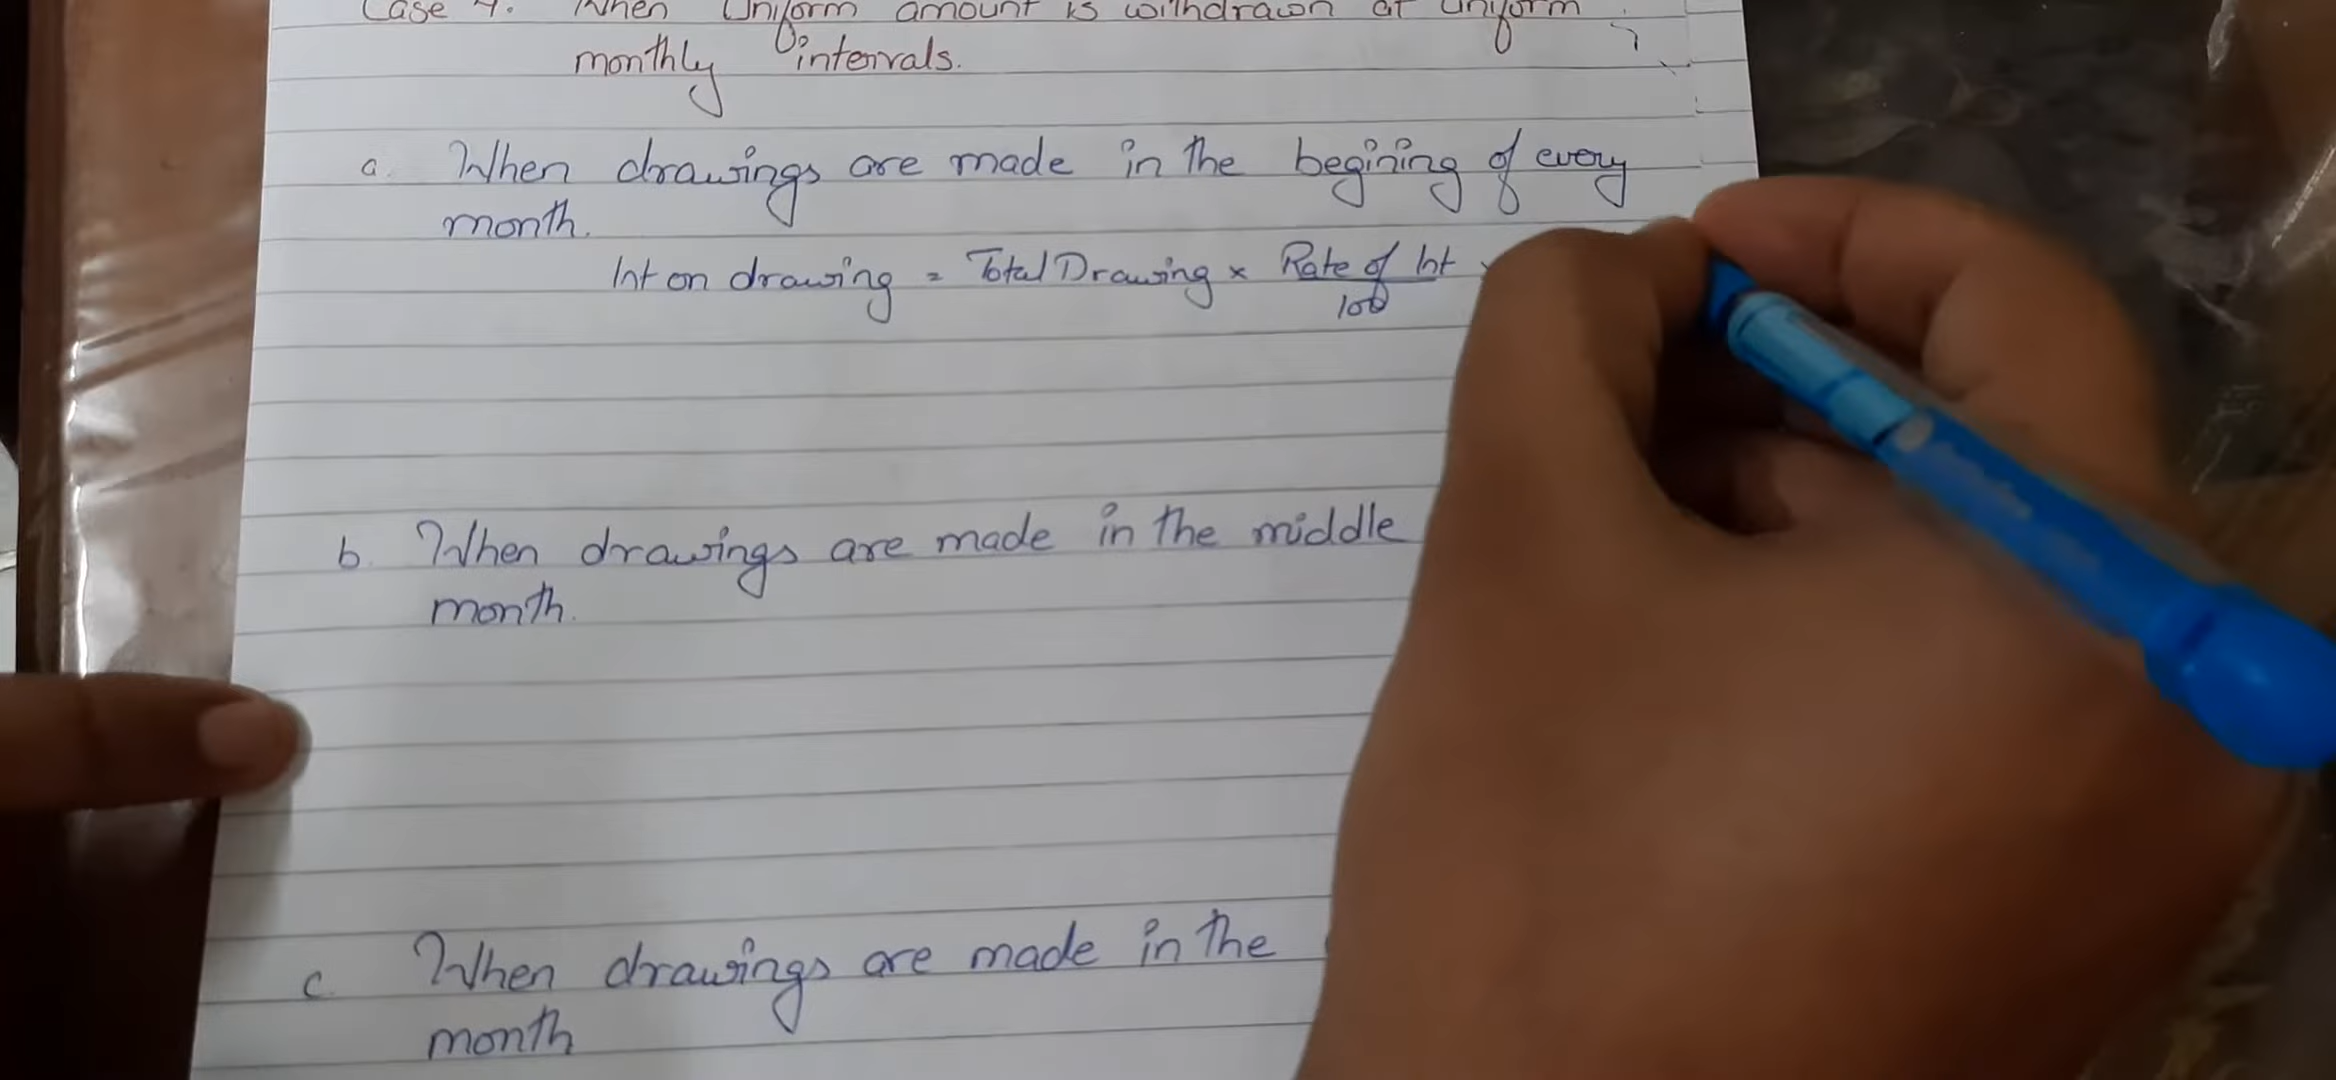 Case 4. When Uniform amount is withdrawn at uniform
monthly intervals.
a. When drawings are made in the begining of every
month.
Int on drawing = Total Drawing × Rate of Int ×
100
b. When drawings are made in the middle
month.
c. When drawings are made in the
month